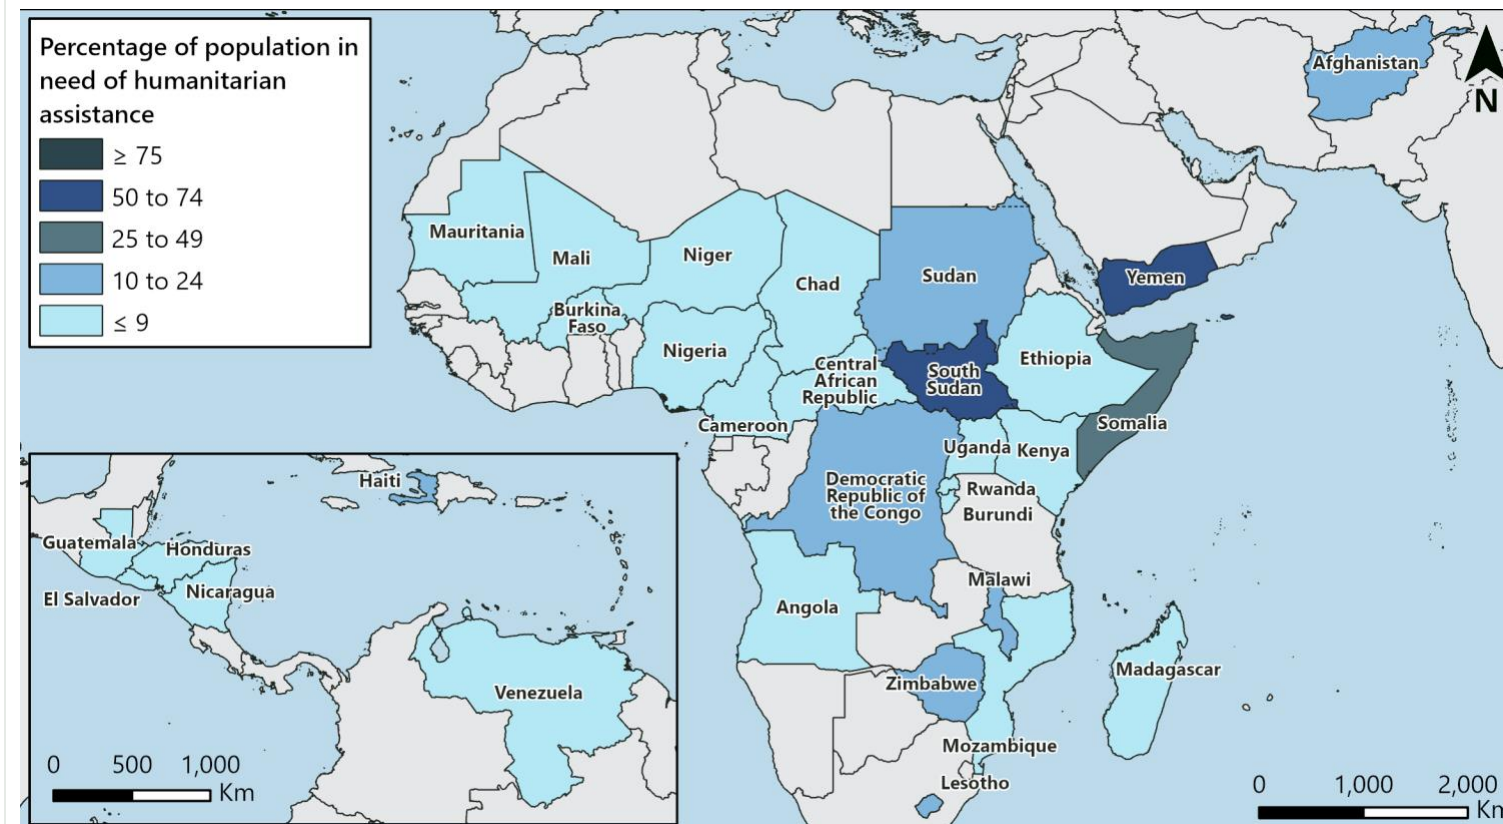 Percentage of population in
need of humanitarian
assistance
≥ 75
50 to 74
25 to 49
10 to 24
≤ 9
Afghanistan
N
Mauritania
Mali
Niger
Chad
Sudan
Yemen
Burkina
Faso
Nigeria
Central
African
Republic
South
Sudan
Ethiopia
Somalia
Cameroon
Uganda
Kenya
Democratic
Republic of
the Congo
Rwanda
Burundi
Malawi
Angola
Zimbabwe
Madagascar
Mozambique
Lesotho
Haiti
Guatemala
Honduras
El Salvador
Nicaragua
Venezuela
0 500 1,000
Km
0 1,000 2,000
Km